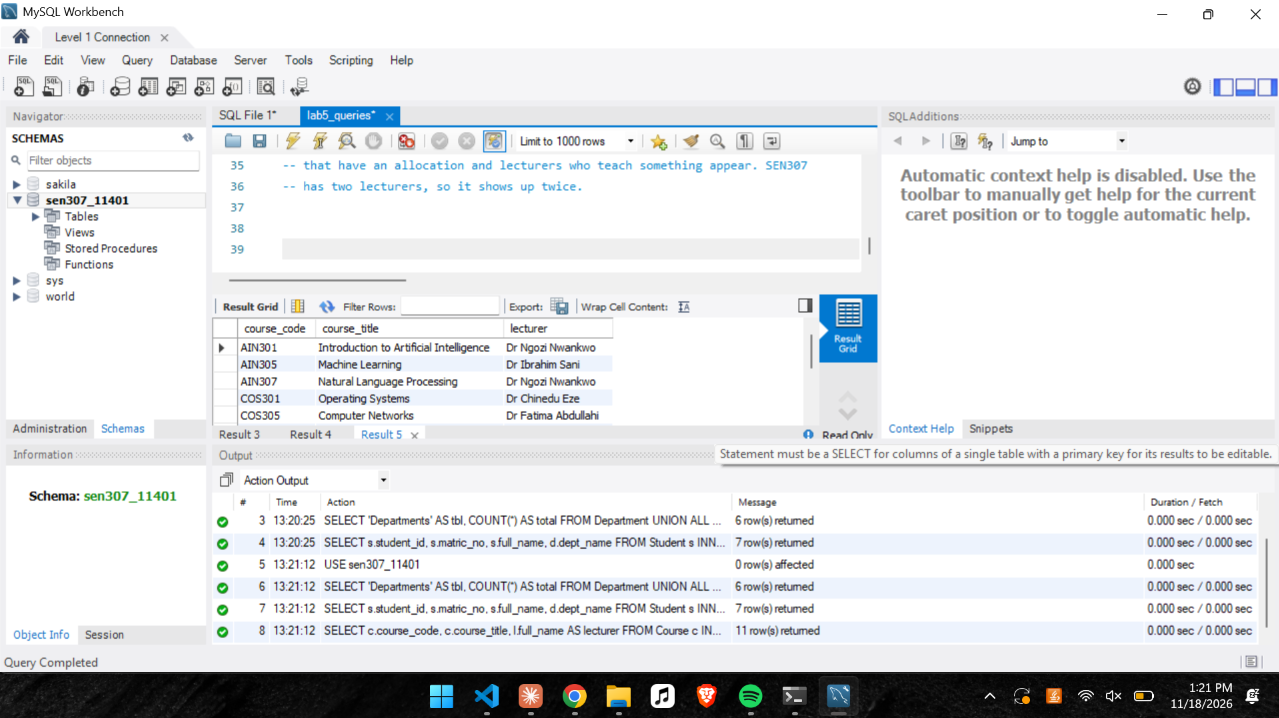 MySQL Workbench
Level 1 Connection
File Edit View Query Database Server Tools Scripting Help
Navigator
SCHEMAS
Filter objects
sakila
sen307_11401
Tables
Views
Stored Procedures
Functions
sys
world
Administration Schemas
Information
Schema: sen307_11401
Object Info Session
Query Completed
SQL File 1* lab5_queries*
Limit to 1000 rows
35 -- that have an allocation and lecturers who teach something appear. SEN307
36 -- has two lecturers, so it shows up twice.
37
38
39
Result Grid Filter Rows: Export: Wrap Cell Content:
course_code course_title lecturer
AIN301 Introduction to Artificial Intelligence Dr Ngozi Nwankwo
AIN305 Machine Learning Dr Ibrahim Sani
AIN307 Natural Language Processing Dr Ngozi Nwankwo
COS301 Operating Systems Dr Chinedu Eze
COS305 Computer Networks Dr Fatima Abdullahi
Result Grid
Result 3 Result 4 Result 5 Read Only
SQLAdditions
Jump to
Automatic context help is disabled. Use the
toolbar to manually get help for the current
caret position or to toggle automatic help.
Context Help Snippets
Output
Statement must be a SELECT for columns of a single table with a primary key for its results to be editable.
Action Output
# Time Action Message Duration / Fetch
3 13:20:25 SELECT 'Departments' AS tbl, COUNT(*) AS total FROM Department UNION ALL ... 6 row(s) returned 0.000 sec / 0.000 sec
4 13:20:25 SELECT s.student_id, s.matric_no, s.full_name, d.dept_name FROM Student s INN... 7 row(s) returned 0.000 sec / 0.000 sec
5 13:21:12 USE sen307_11401 0 row(s) affected 0.000 sec
6 13:21:12 SELECT 'Departments' AS tbl, COUNT(*) AS total FROM Department UNION ALL ... 6 row(s) returned 0.000 sec / 0.000 sec
7 13:21:12 SELECT s.student_id, s.matric_no, s.full_name, d.dept_name FROM Student s INN... 7 row(s) returned 0.000 sec / 0.000 sec
8 13:21:12 SELECT c.course_code, c.course_title, l.full_name AS lecturer FROM Course c IN... 11 row(s) returned 0.000 sec / 0.000 sec
1:21 PM
11/18/2026